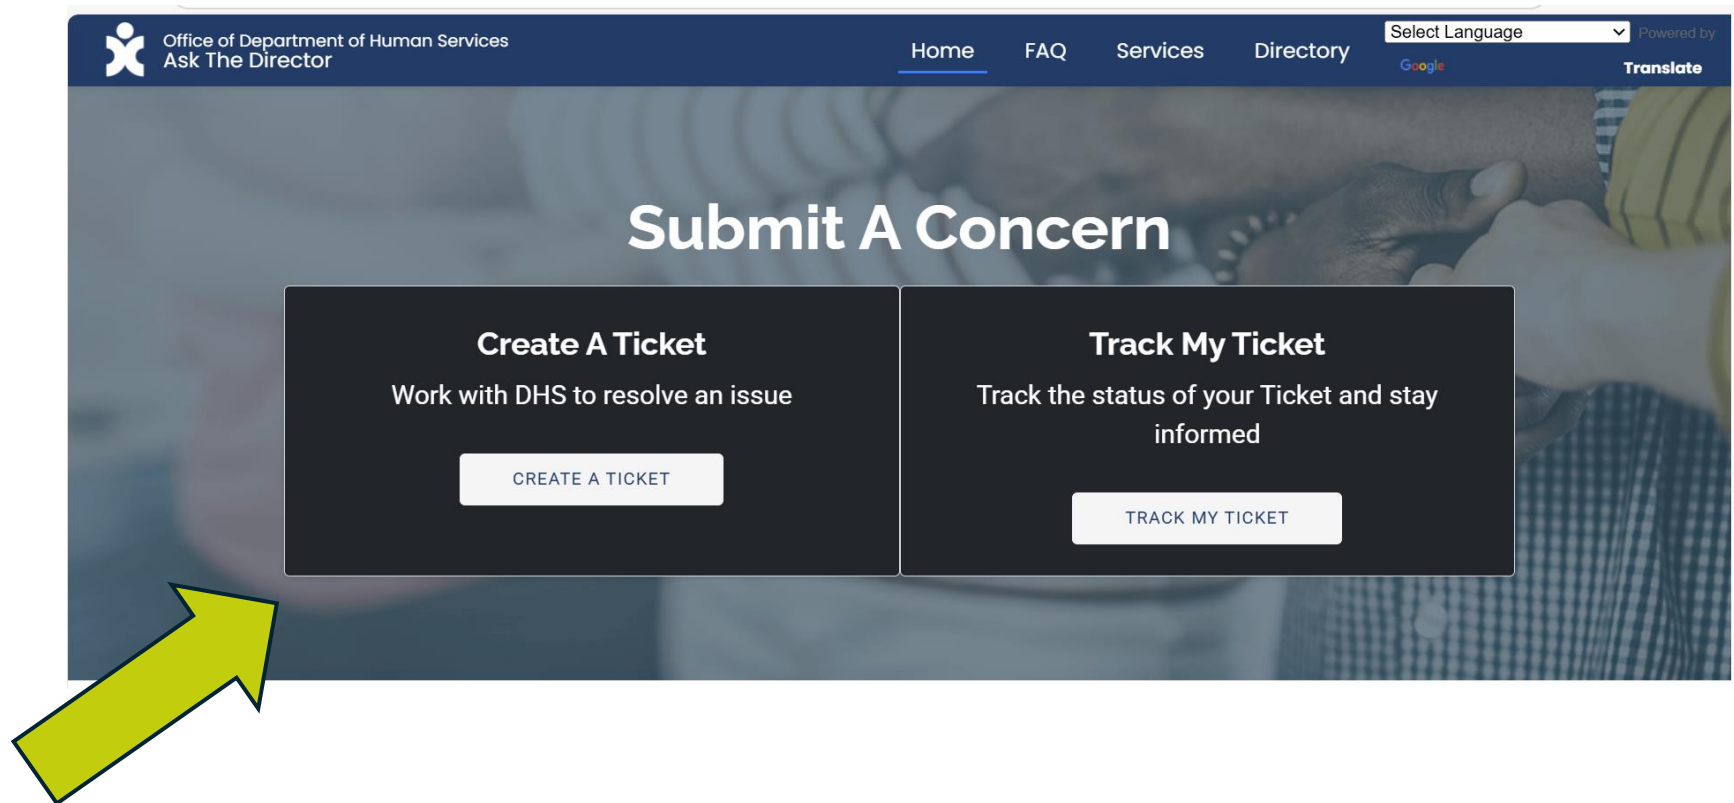 Office of Department of Human Services
Ask The Director
Home FAQ Services Directory
Select Language
Powered by
Google Translate
Submit A Concern
Create A Ticket
Work with DHS to resolve an issue
CREATE A TICKET
Track My Ticket
Track the status of your Ticket and stay
informed
TRACK MY TICKET